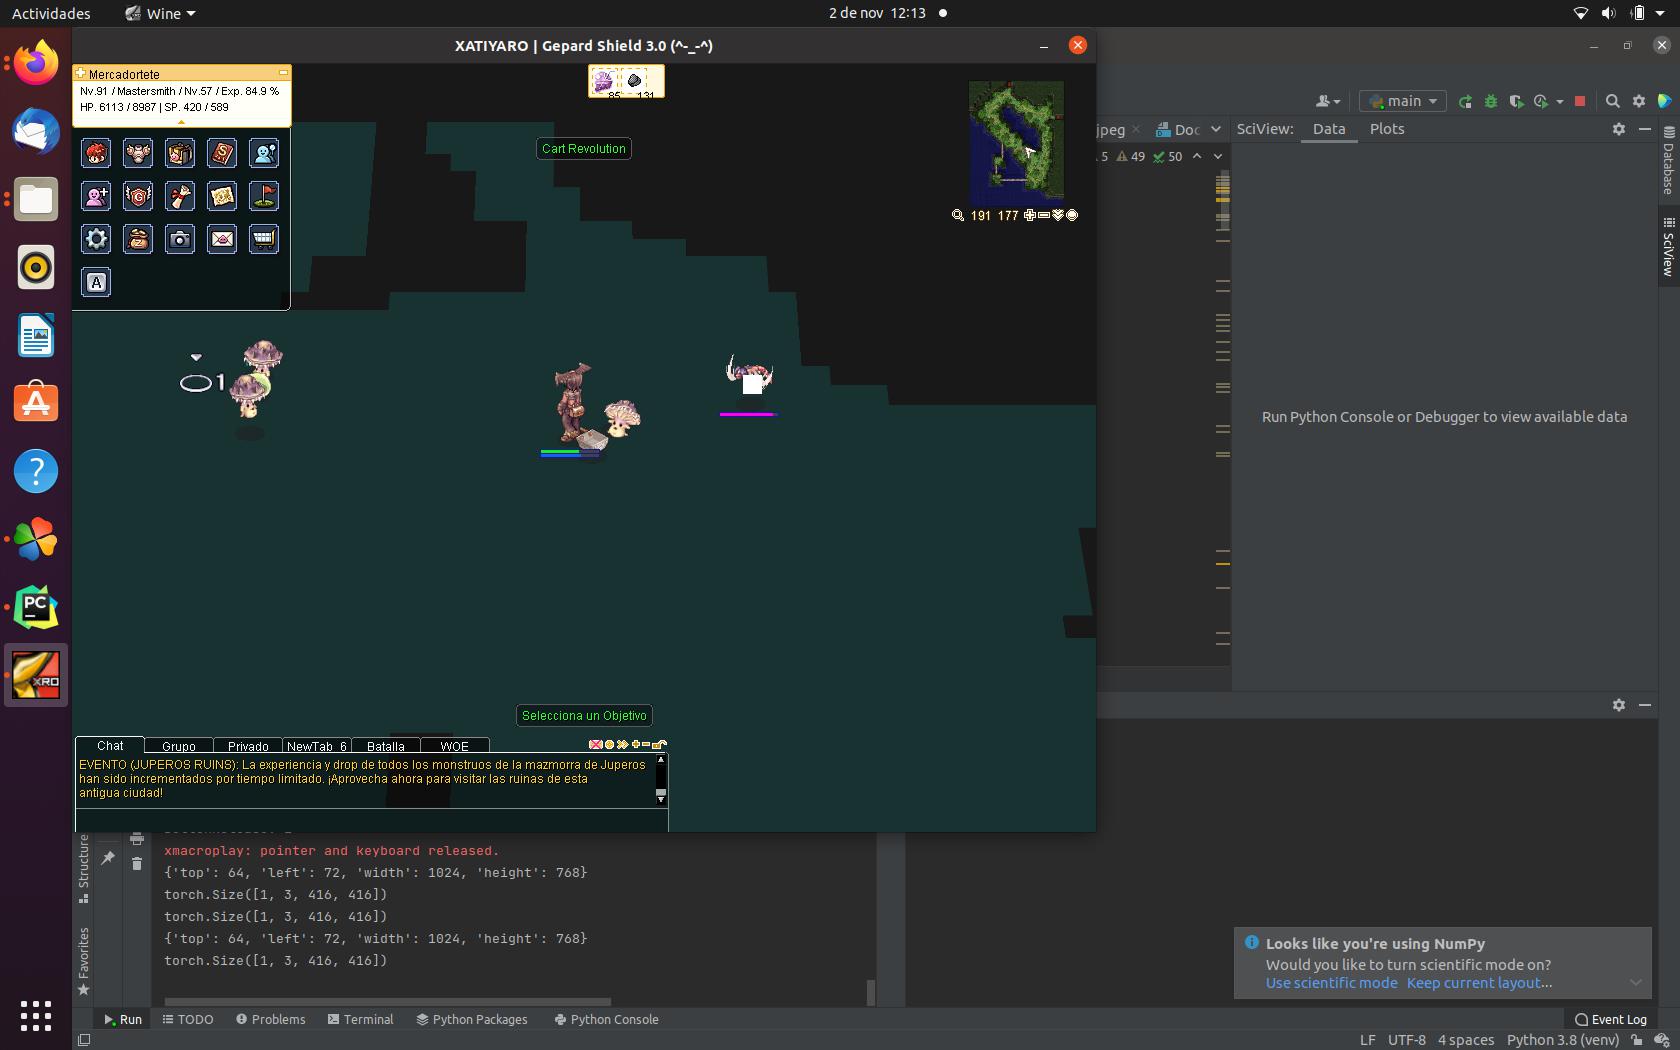 Actividades
Wine
2 de nov 12:13
XATIYARO | Gepard Shield 3.0 (^-_-^)
Mercadortete
Nv.91 / Mastersmith / Nv.57 / Exp. 84.9 %
HP. 6113 / 8987 | SP. 420 / 589
85 131
Cart Revolution
191 177
1
A
Selecciona un Objetivo
Chat
Grupo
Privado
NewTab_6
Batalla
WOE
EVENTO (JUPEROS RUINS): La experiencia y drop de todos los monstruos de la mazmorra de Juperos
han sido incrementados por tiempo limitado. ¡Aprovecha ahora para visitar las ruinas de esta
antigua ciudad!
main
jpeg
Doc
SciView:
Data
Plots
5
49
50
Database
SciView
Run Python Console or Debugger to view available data
PC
XRO
xmacroplay: pointer and keyboard released.
{'top': 64, 'left': 72, 'width': 1024, 'height': 768}
torch.Size([1, 3, 416, 416])
torch.Size([1, 3, 416, 416])
{'top': 64, 'left': 72, 'width': 1024, 'height': 768}
torch.Size([1, 3, 416, 416])
Structure
Favorites
Looks like you're using NumPy
Would you like to turn scientific mode on?
Use scientific mode Keep current layout...
Run
TODO
Problems
Terminal
Python Packages
Python Console
Event Log
LF UTF-8 4 spaces Python 3.8 (venv)